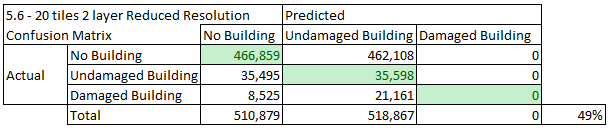 5.6 - 20 tiles 2 layer Reduced Resolution Predicted
Confusion Matrix No Building Undamaged Building Damaged Building
Actual No Building 466,859 462,108 0
Undamaged Building 35,495 35,598 0
Damaged Building 8,525 21,161 0
Total 510,879 518,867 0 49%